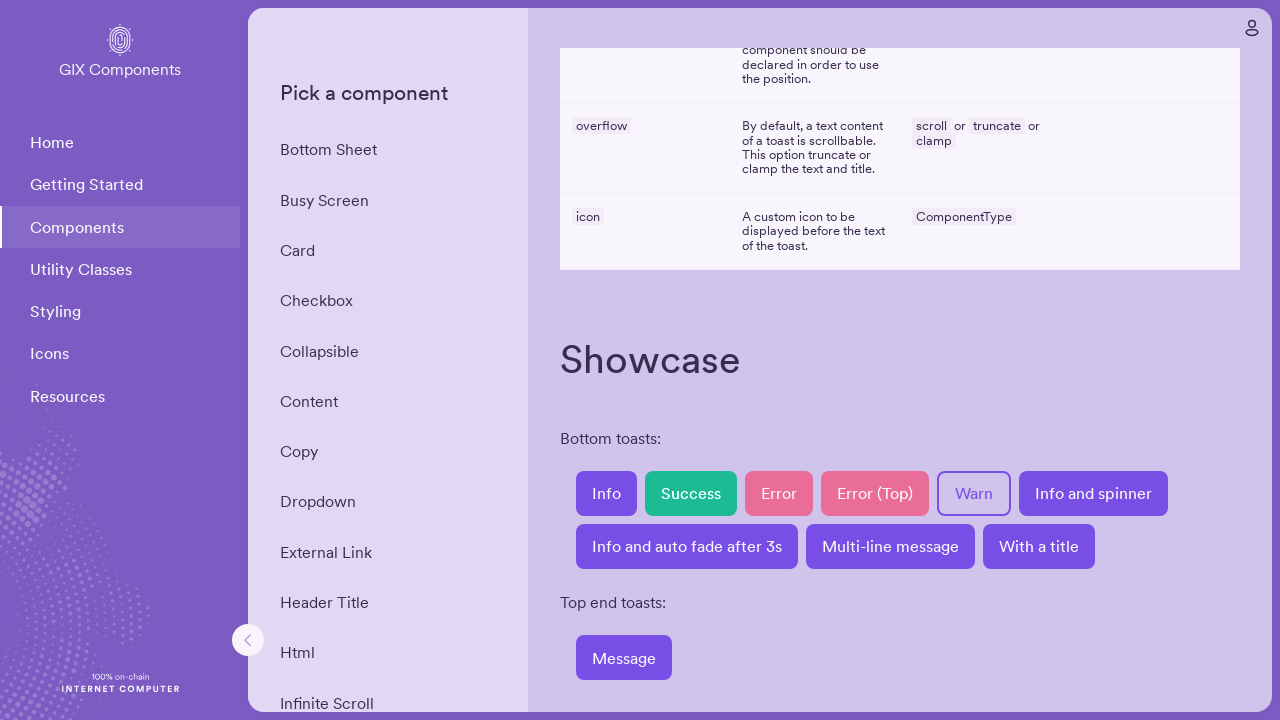 GIX Components
Home
Getting Started
Components
Utility Classes
Styling
Icons
Resources
100% on-chain
INTERNET COMPUTER
Pick a component
Bottom Sheet
Busy Screen
Card
Checkbox
Collapsible
Content
Copy
Dropdown
External Link
Header Title
Html
Infinite Scroll
component should be
declared in order to use
the position.
overflow
By default, a text content
of a toast is scrollable.
This option truncate or
clamp the text and title.
scroll or truncate or
clamp
icon
A custom icon to be
displayed before the text
of the toast.
ComponentType
Showcase
Bottom toasts:
Info Success Error Error (Top) Warn Info and spinner
Info and auto fade after 3s Multi-line message With a title
Top end toasts:
Message